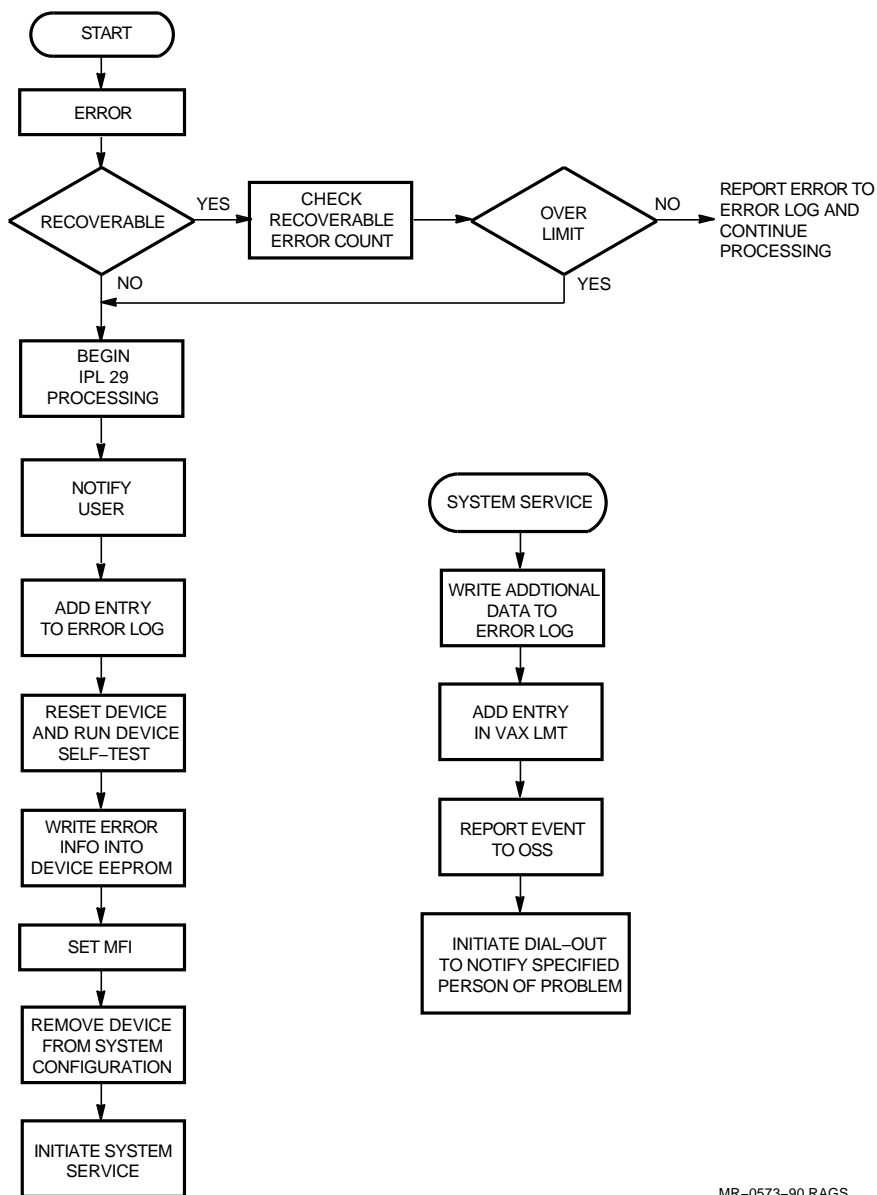 START
ERROR
RECOVERABLE
YES
CHECK
RECOVERABLE
ERROR COUNT
OVER
LIMIT
NO
REPORT ERROR TO
ERROR LOG AND
CONTINUE
PROCESSING
NO
YES
BEGIN
IPL 29
PROCESSING
NOTIFY
USER
ADD ENTRY
TO ERROR LOG
RESET DEVICE
AND RUN DEVICE
SELF–TEST
WRITE ERROR
INFO INTO
DEVICE EEPROM
SET MFI
REMOVE DEVICE
FROM SYSTEM
CONFIGURATION
INITIATE SYSTEM
SERVICE
SYSTEM SERVICE
WRITE ADDTIONAL
DATA TO
ERROR LOG
ADD ENTRY
IN VAX LMT
REPORT EVENT
TO OSS
INITIATE DIAL–OUT
TO NOTIFY SPECIFIED
PERSON OF PROBLEM
MR–0573–90 RAGS